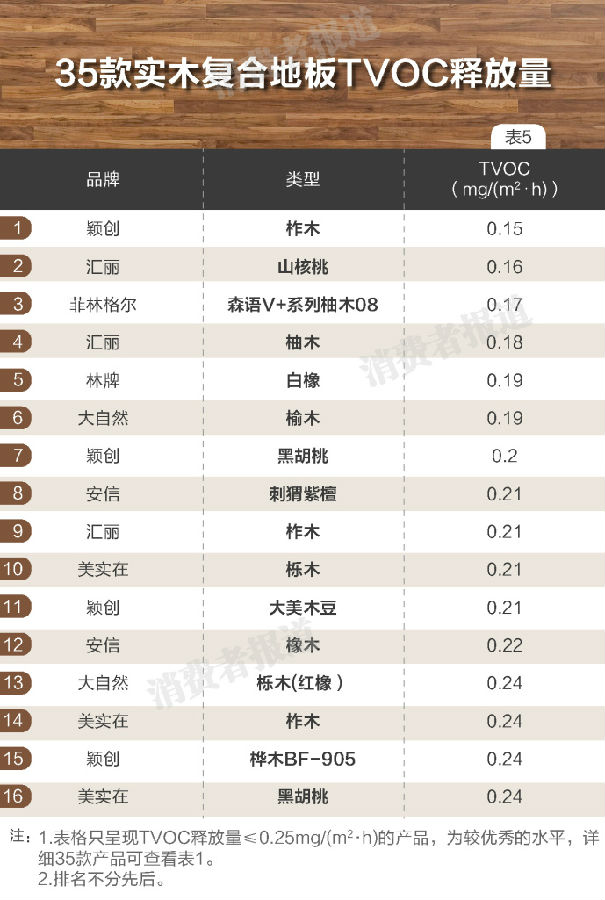 35款实木复合地板TVOC释放量
表5
品牌 类型 TVOC
(mg/(m²·h))
1 颖创 柞木 0.15
2 汇丽 山核桃 0.16
3 菲林格尔 森语V+系列柚木08 0.17
4 汇丽 柚木 0.18
5 林牌 白橡 0.19
6 大自然 榆木 0.19
7 颖创 黑胡桃 0.2
8 安信 刺猬紫檀 0.21
9 汇丽 柞木 0.21
10 美实在 栎木 0.21
11 颖创 大美木豆 0.21
12 安信 橡木 0.22
13 大自然 栎木(红橡) 0.24
14 美实在 柞木 0.24
15 颖创 桦木BF-905 0.24
16 美实在 黑胡桃 0.24
注: 1.表格只呈现TVOC释放量≤0.25mg/(m²·h)的产品，为较优秀的水平，详
细35款产品可查看表1。
2.排名不分先后。
消费者报道
消费者报道
消费者报道